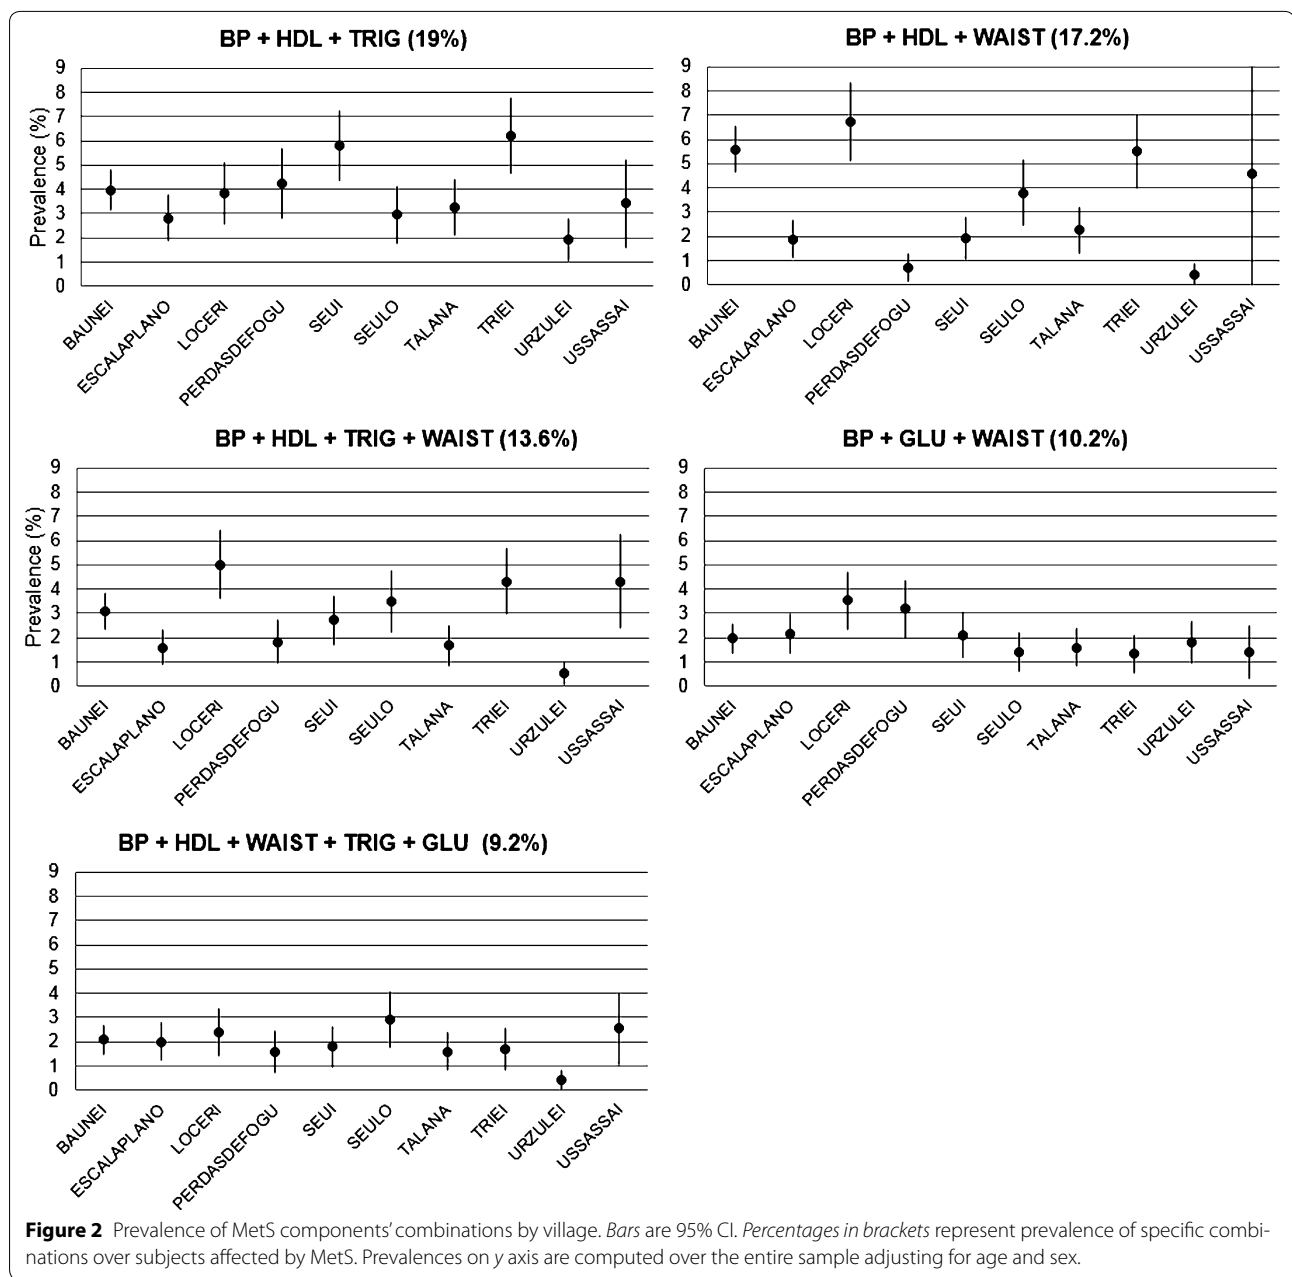 BP + HDL + TRIG (19%)
Prevalence (%)
9
8
7
6
5
4
3
2
1
0
BAUNEI
ESCALAPLANO
LOCERI
PERDASDEFOGU
SEUI
SEULO
TALANA
TRIEI
URZULEI
USSASSAI
BP + HDL + WAIST (17.2%)
9
8
7
6
5
4
3
2
1
0
BAUNEI
ESCALAPLANO
LOCERI
PERDASDEFOGU
SEUI
SEULO
TALANA
TRIEI
URZULEI
USSASSAI
BP + HDL + TRIG + WAIST (13.6%)
Prevalence (%)
9
8
7
6
5
4
3
2
1
0
BAUNEI
ESCALAPLANO
LOCERI
PERDASDEFOGU
SEUI
SEULO
TALANA
TRIEI
URZULEI
USSASSAI
BP + GLU + WAIST (10.2%)
9
8
7
6
5
4
3
2
1
0
BAUNEI
ESCALAPLANO
LOCERI
PERDASDEFOGU
SEUI
SEULO
TALANA
TRIEI
URZULEI
USSASSAI
BP + HDL + WAIST + TRIG + GLU (9.2%)
9
8
7
6
5
4
3
2
1
0
BAUNEI
ESCALAPLANO
LOCERI
PERDASDEFOGU
SEUI
SEULO
TALANA
TRIEI
URZULEI
USSASSAI
Figure 2 Prevalence of MetS components' combinations by village. Bars are 95% CI. Percentages in brackets represent prevalence of specific combi-
nations over subjects affected by MetS. Prevalences on y axis are computed over the entire sample adjusting for age and sex.